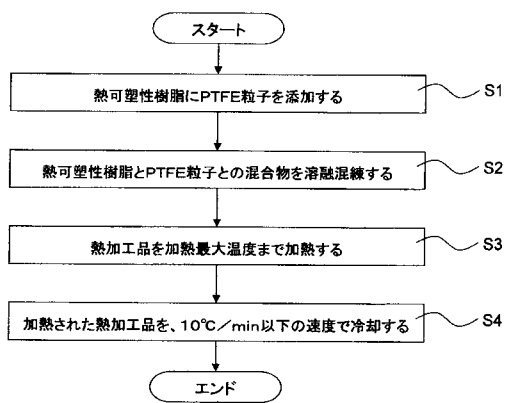 スタート
熱可塑性樹脂にPTFE粒子を添加する
S1
熱可塑性樹脂とPTFE粒子との混合物を溶融混練する
S2
熱加工品を加熱最大温度まで加熱する
S3
加熱された熱加工品を、10℃／min以下の速度で冷却する
S4
エンド